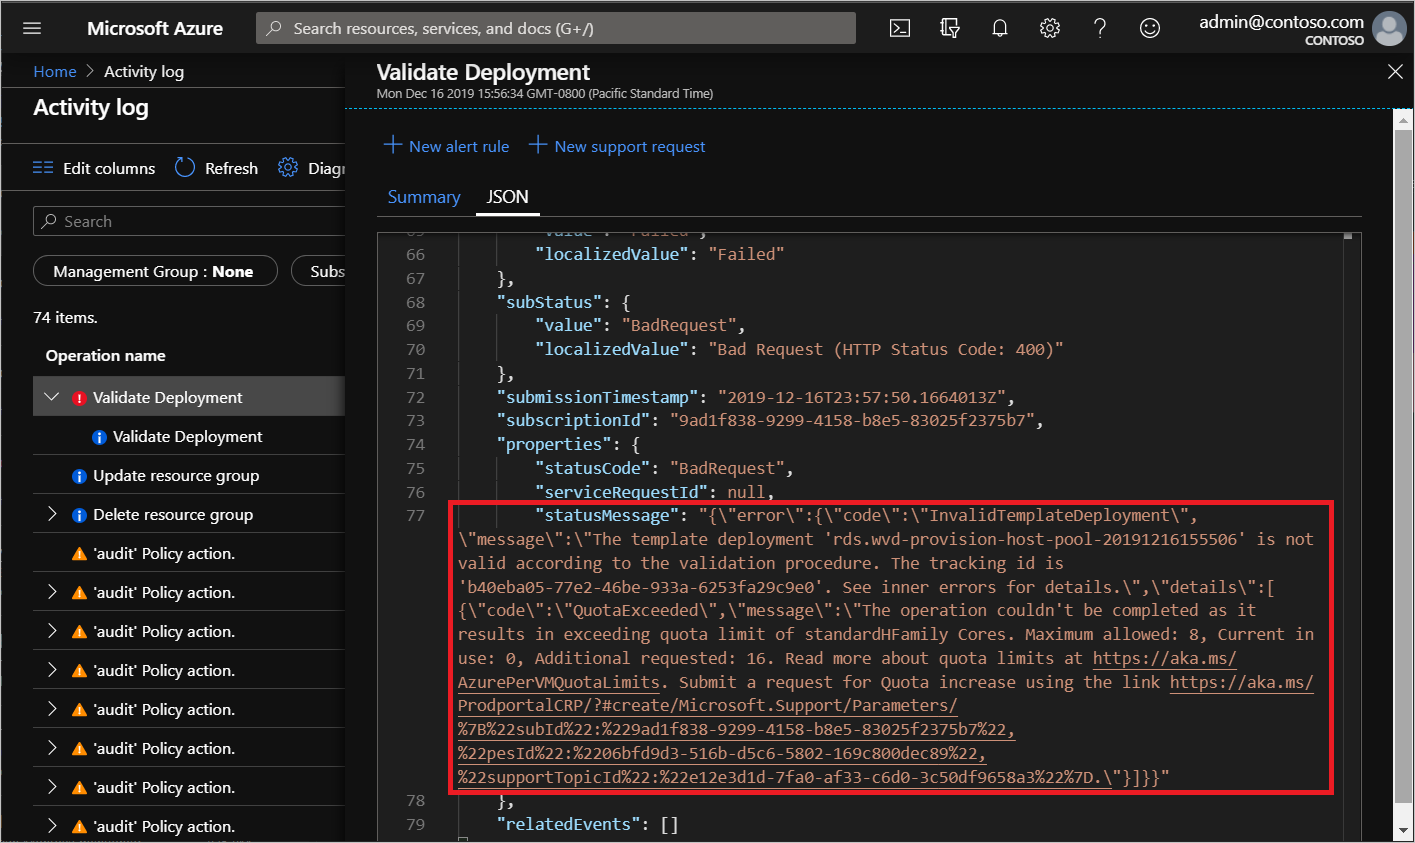 Microsoft Azure
Search resources, services, and docs (G+/)
admin@contoso.com
CONTOSO
Home > Activity log
Activity log
Edit columns
Refresh
Diagr
Search
Management Group : None
Subs
74 items.
Operation name
Validate Deployment
Validate Deployment
Update resource group
Delete resource group
'audit' Policy action.
'audit' Policy action.
'audit' Policy action.
'audit' Policy action.
'audit' Policy action.
'audit' Policy action.
'audit' Policy action.
'audit' Policy action.
Validate Deployment
Mon Dec 16 2019 15:56:34 GMT-0800 (Pacific Standard Time)
New alert rule
New support request
Summary
JSON
65 "value": "Failed",
66 "localizedValue": "Failed"
67 },
68 "subStatus": {
69 "value": "BadRequest",
70 "localizedValue": "Bad Request (HTTP Status Code: 400)"
71 },
72 "submissionTimestamp": "2019-12-16T23:57:50.1664013Z",
73 "subscriptionId": "9ad1f838-9299-4158-b8e5-83025f2375b7",
74 "properties": {
75 "statusCode": "BadRequest",
76 "serviceRequestId": null,
77 "statusMessage": "{\"error\":{\"code\":\"InvalidTemplateDeployment\",
\"message\":\"The template deployment 'rds.wvd-provision-host-pool-20191216155506' is not
valid according to the validation procedure. The tracking id is
'b40eba05-77e2-46be-933a-6253fa29c9e0'. See inner errors for details.\",\"details\":[
{\"code\":\"QuotaExceeded\",\"message\":\"The operation couldn't be completed as it
results in exceeding quota limit of standardHFamily Cores. Maximum allowed: 8, Current in
use: 0, Additional requested: 16. Read more about quota limits at https://aka.ms/
AzurePerVMQuotaLimits. Submit a request for Quota increase using the link https://aka.ms/
ProdportalCRP/?#create/Microsoft.Support/Parameters/
%7B%22subId%22:%229ad1f838-9299-4158-b8e5-83025f2375b7%22,
%22pesId%22:%2206bfd9d3-516b-d5c6-5802-169c800dec89%22,
%22supportTopicId%22:%22e12e3d1d-7fa0-af33-c6d0-3c50df9658a3%22%7D.\"}]}}"
78 },
79 "relatedEvents": []